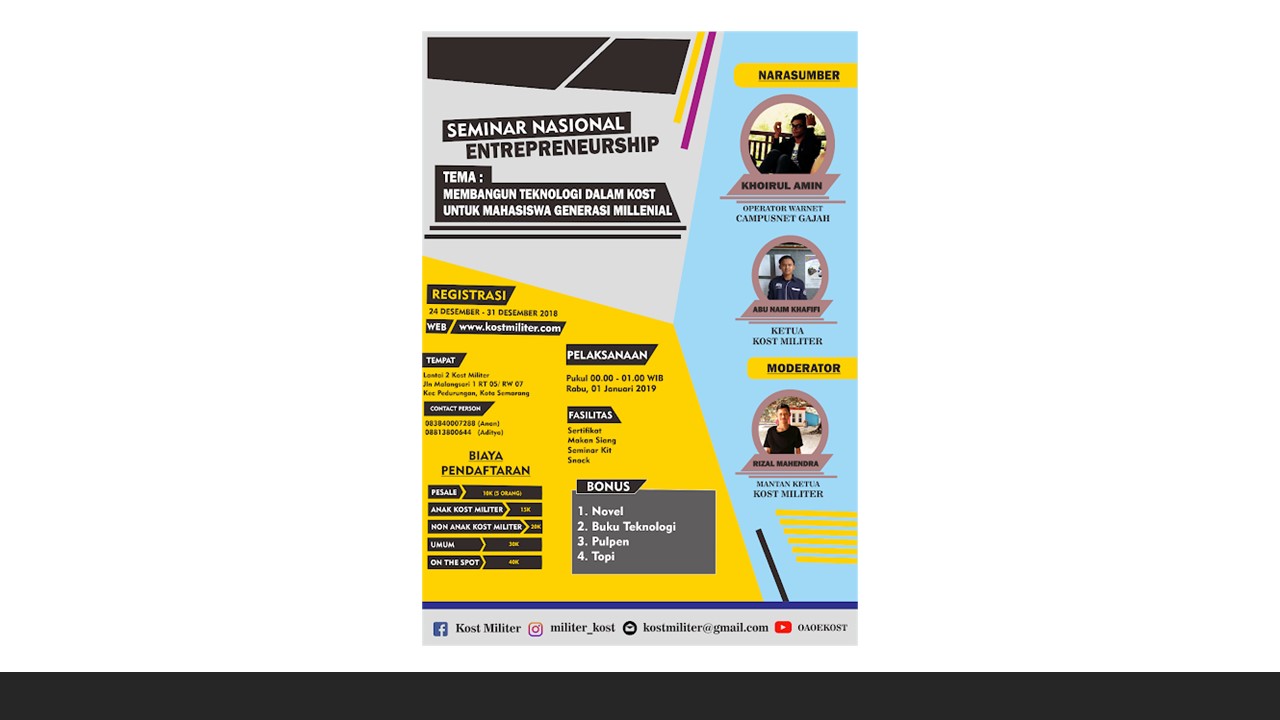 SEMINAR NASIONAL
ENTREPRENEURSHIP
TEMA :
MEMBANGUN TEKNOLOGI DALAM KOST
UNTUK MAHASISWA GENERASI MILLENIAL
REGISTRASI
24 DESEMBER - 31 DESEMBER 2018
WEB www.kostmiliter.com
TEMPAT
Lantai 2 Kost Militer
Jln Malangsari 1 RT 05/ RW 07
Kec Pedurungan, Kota Semarang
CONTACT PERSON
083840007288 (Anan)
08813800644 (Aditya)
BIAYA
PENDAFTARAN
PESALE 10K (5 ORANG)
ANAK KOST MILITER 15K
NON ANAK KOST MILITER 20K
UMUM 30K
ON THE SPOT 40K
PELAKSANAAN
Pukul 00.00 - 01.00 WIB
Rabu, 01 Januari 2019
FASILITAS
Sertifikat
Makan Siang
Seminar Kit
Snack
BONUS
1. Novel
2. Buku Teknologi
3. Pulpen
4. Topi
NARASUMBER
KHOIRUL AMIN
OPERATOR WARNET
CAMPUSNET GAJAH
ABU NAIM KHAFIFI
KETUA
KOST MILITER
MODERATOR
RIZAL MAHENDRA
MANTAN KETUA
KOST MILITER
Kost Militer militer_kost kostmiliter@gmail.com OAOEKOST